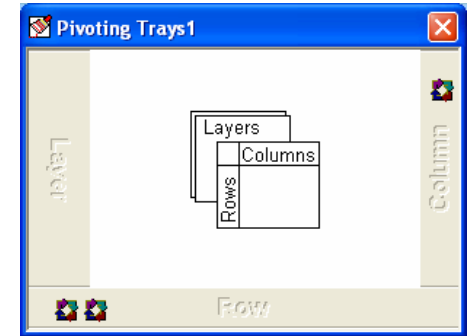 Pivoting Trays1
Layer
Layers
Columns
Rows
Column
Row